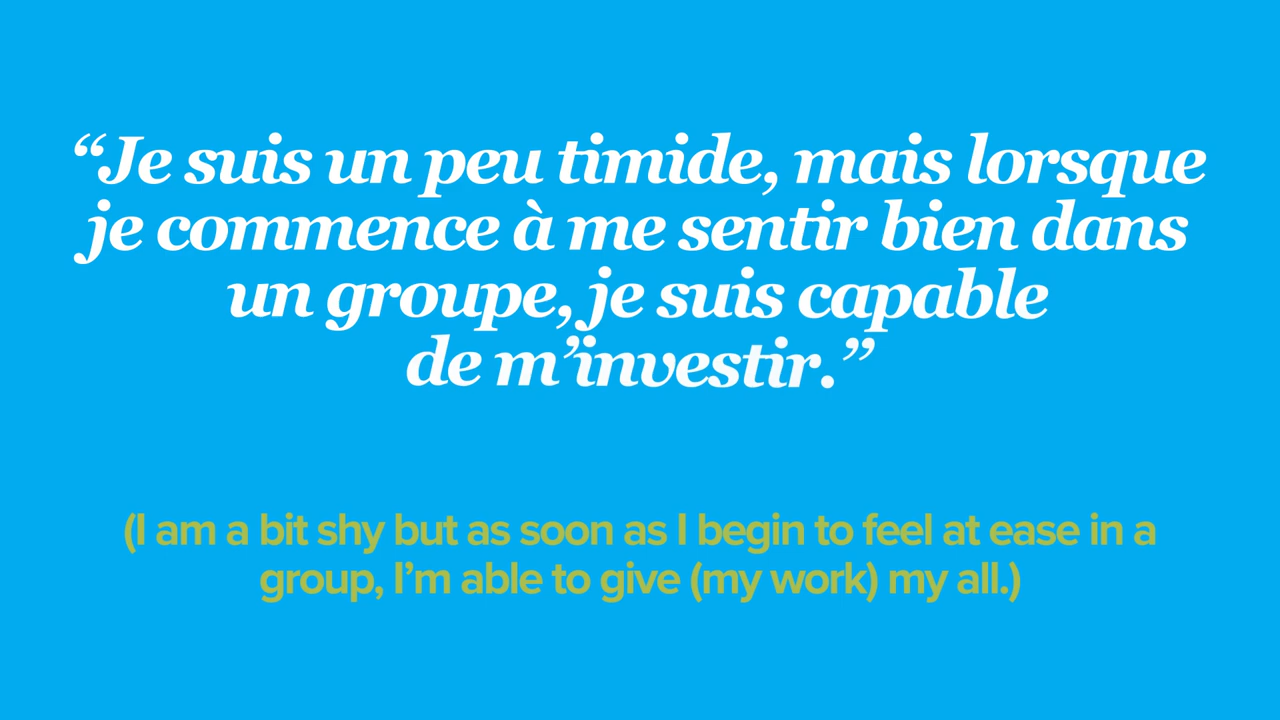 “Je suis un peu timide, mais lorsque
je commence à me sentir bien dans
un groupe, je suis capable
de m’investir.”
(I am a bit shy but as soon as I begin to feel at ease in a
group, I’m able to give (my work) my all.)